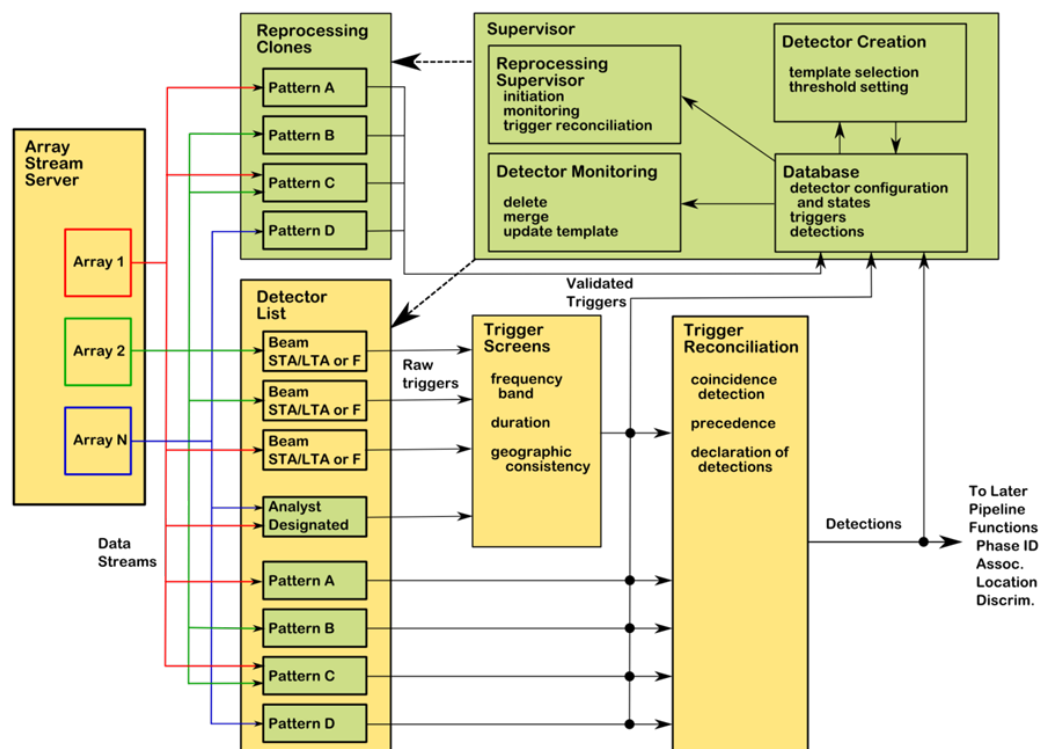 Array
Stream
Server
Array 1
Array 2
Array N
Data
Streams
Reprocessing
Clones
Pattern A
Pattern B
Pattern C
Pattern D
Detector
List
Beam
STA/LTA or F
Beam
STA/LTA or F
Beam
STA/LTA or F
Analyst
Designated
Pattern A
Pattern B
Pattern C
Pattern D
Supervisor
Reprocessing
Supervisor
initiation
monitoring
trigger reconciliation
Detector Monitoring
delete
merge
update template
Detector Creation
template selection
threshold setting
Database
detector configuration
and states
triggers
detections
Raw
triggers
Validated
Triggers
Trigger
Screens
frequency
band
duration
geographic
consistency
Trigger
Reconciliation
coincidence
detection
precedence
declaration of
detections
Detections
To Later
Pipeline
Functions
Phase ID
Assoc.
Location
Discrim.